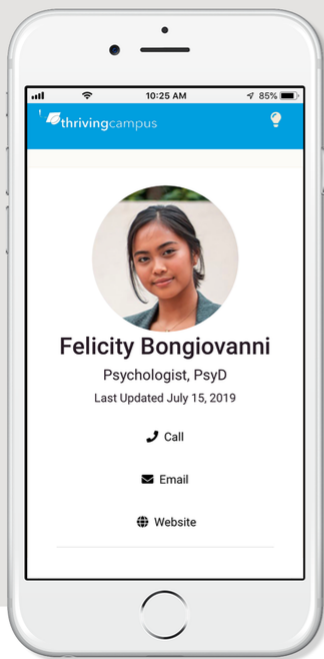 10:25 AM
85%
thrivingcampus
Felicity Bongiovanni
Psychologist, PsyD
Last Updated July 15, 2019
Call
Email
Website